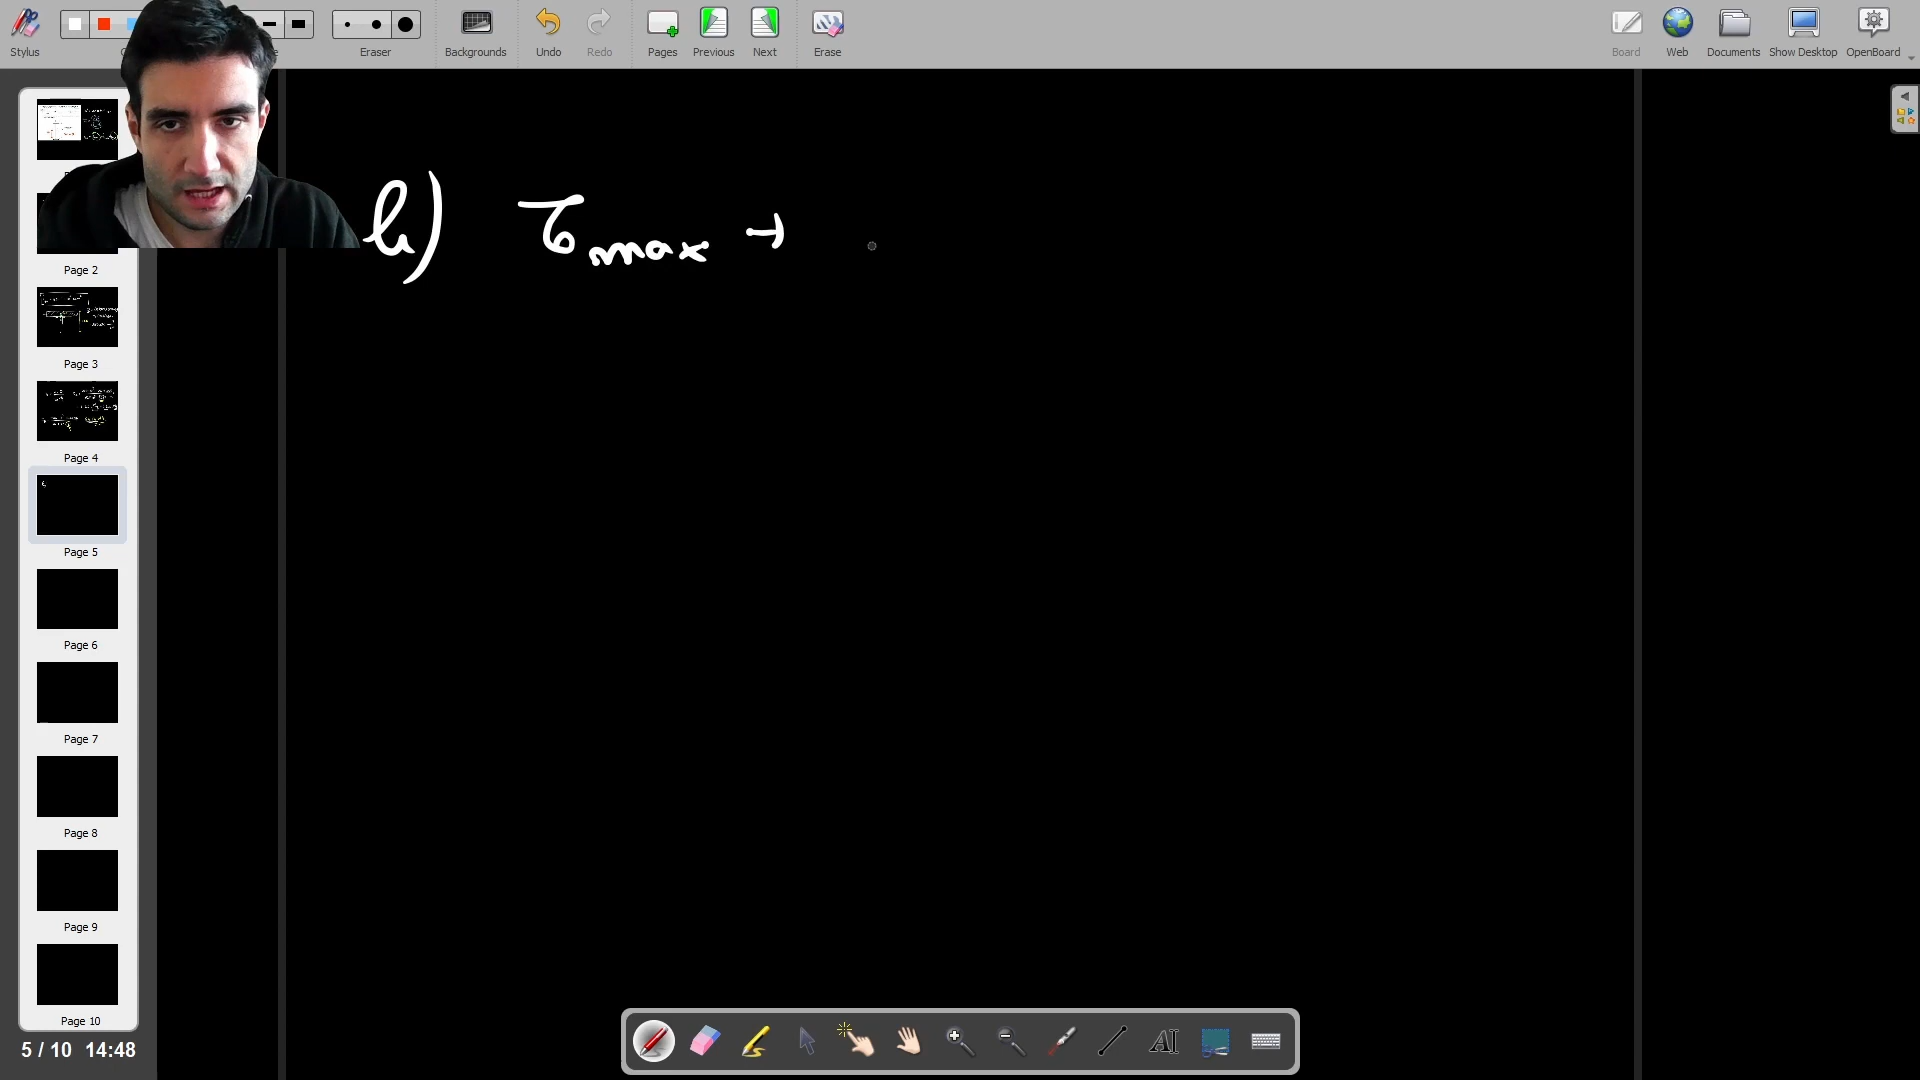 Stylus
Eraser
Backgrounds
Undo
Redo
Pages
Previous
Next
Erase
Board
Web
Documents
Show Desktop
OpenBoard
b) τmax →
Page 2
Page 3
Page 4
Page 5
Page 6
Page 7
Page 8
Page 9
Page 10
5 / 10 14:48
AI